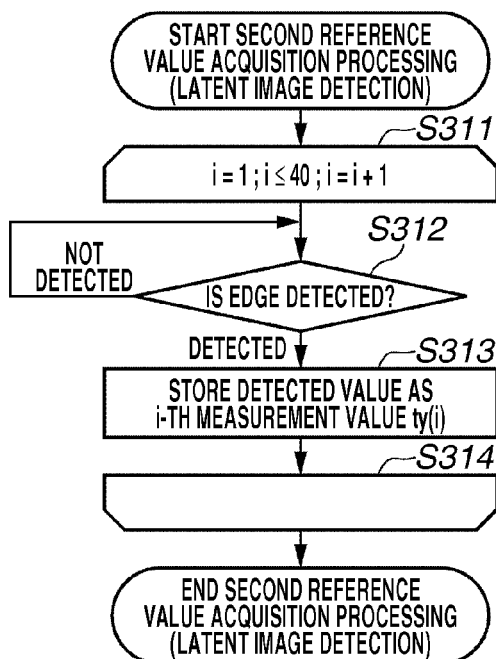 START SECOND REFERENCE
VALUE ACQUISITION PROCESSING
(LATENT IMAGE DETECTION)
S311
i = 1 ; i ≤ 40 ; i = i + 1
S312
NOT
DETECTED
IS EDGE DETECTED?
DETECTED
S313
STORE DETECTED VALUE AS
i-TH MEASUREMENT VALUE ty(i)
S314
END SECOND REFERENCE
VALUE ACQUISITION PROCESSING
(LATENT IMAGE DETECTION)